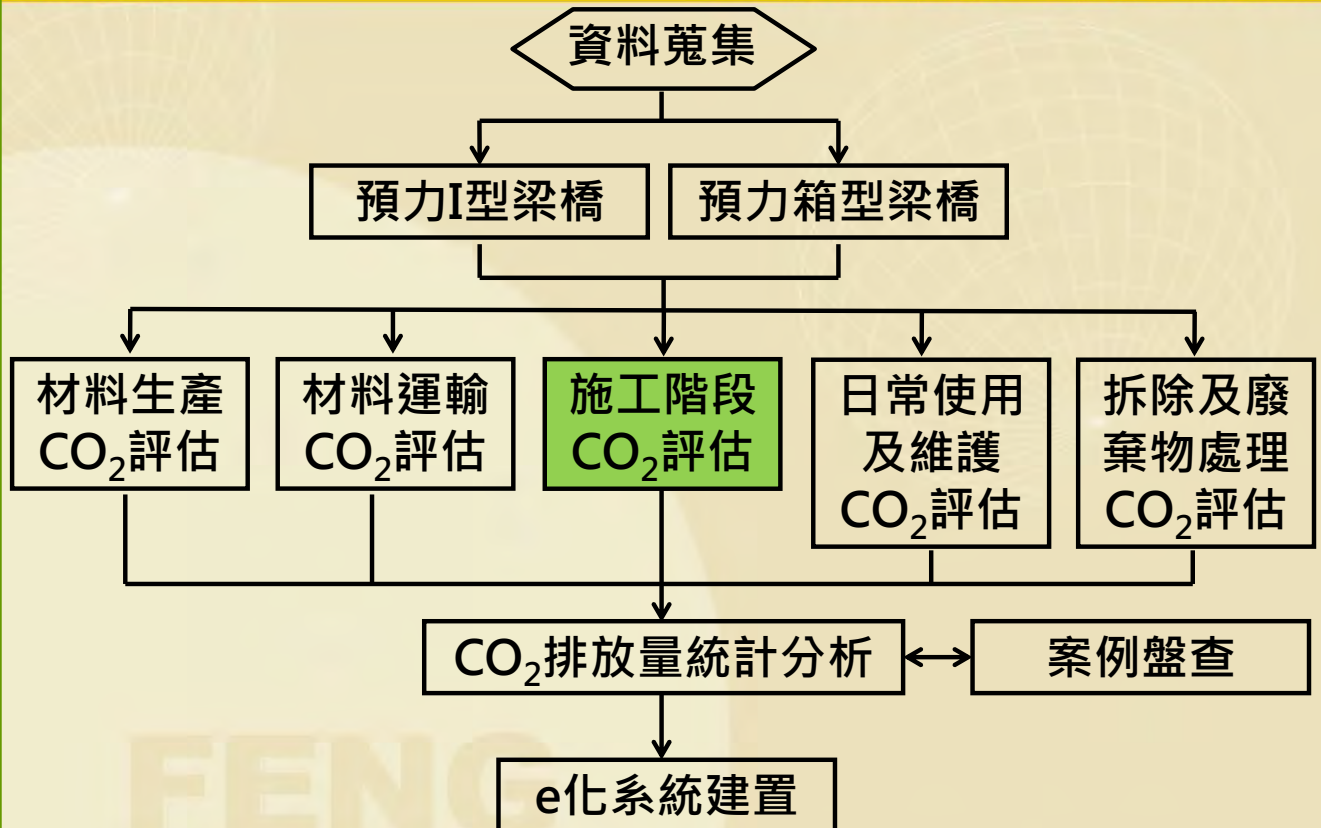 資料蒐集
預力I型梁橋
預力箱型梁橋
材料生產
CO₂評估
材料運輸
CO₂評估
施工階段
CO₂評估
日常使用
及維護
CO₂評估
拆除及廢
棄物處理
CO₂評估
CO₂排放量統計分析
案例盤查
e化系統建置
FENG